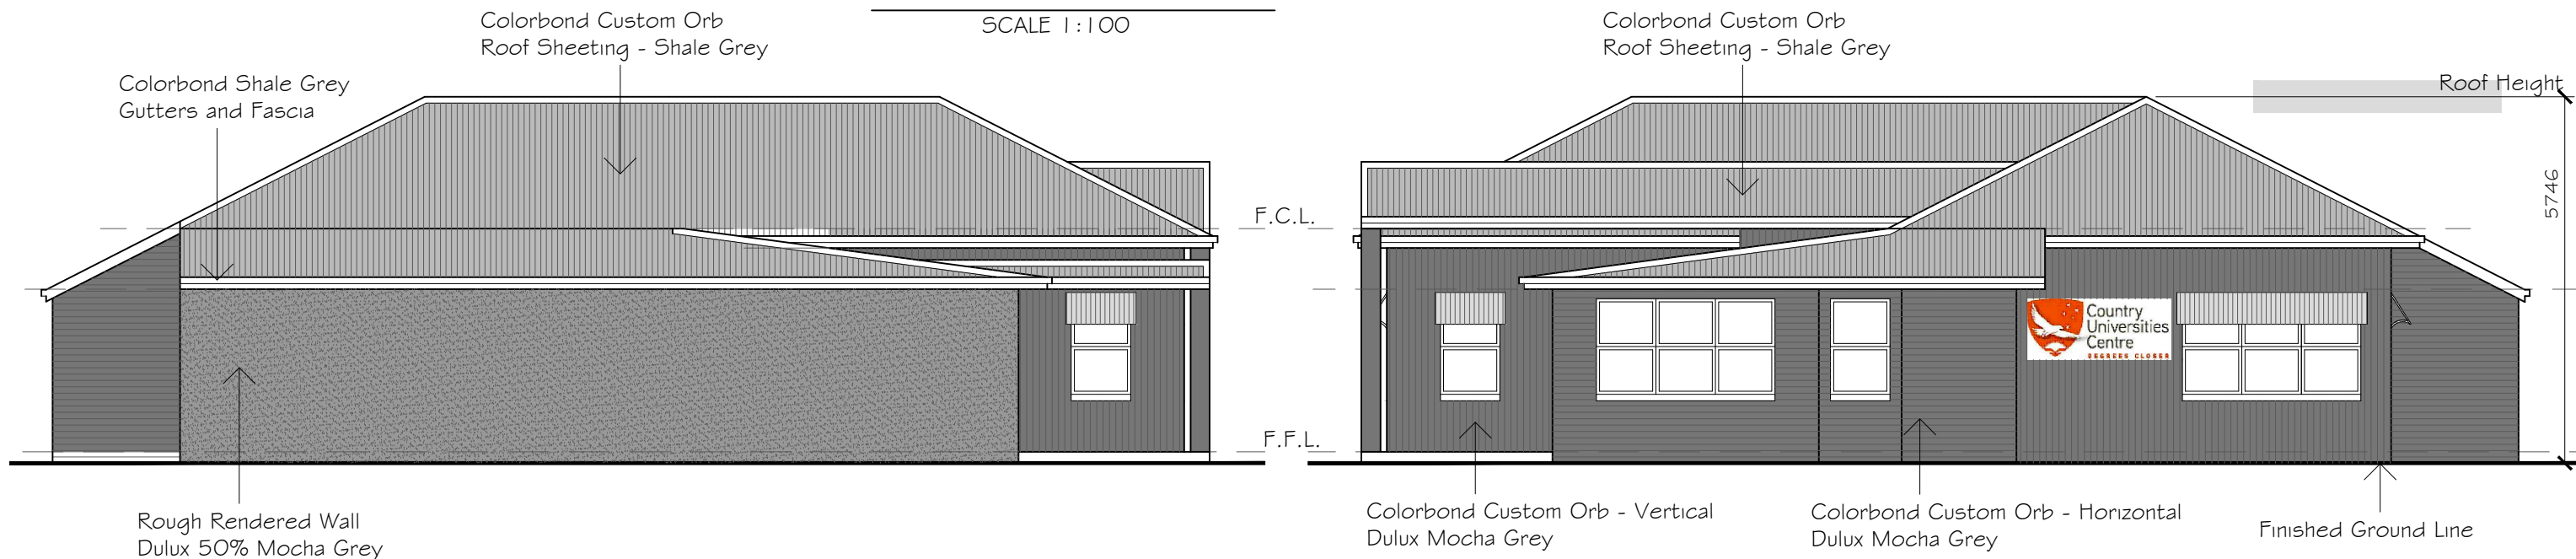 SCALE 1:100
Colorbond Custom Orb
Roof Sheeting - Shale Grey
Colorbond Shale Grey
Gutters and Fascia
Rough Rendered Wall
Dulux 50% Mocha Grey
F.C.L.
F.F.L.
Colorbond Custom Orb
Roof Sheeting - Shale Grey
Roof Height
5746
Country
Universities
Centre
DEGREES CLOSER
Colorbond Custom Orb - Vertical
Dulux Mocha Grey
Colorbond Custom Orb - Horizontal
Dulux Mocha Grey
Finished Ground Line